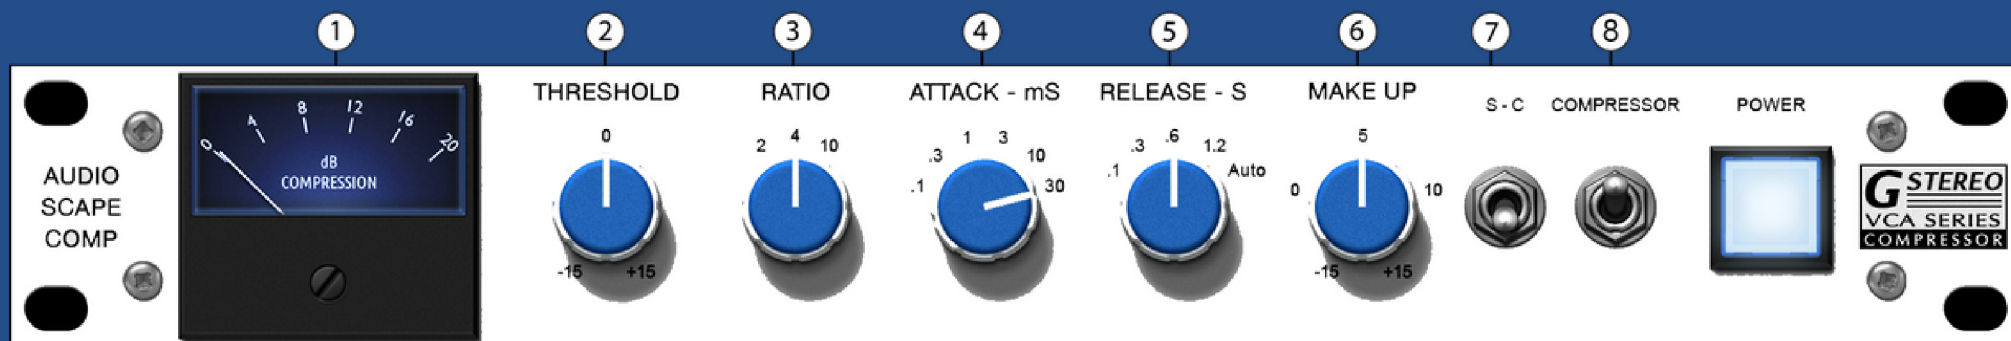 1 2 3 4 5 6 7 8
THRESHOLD RATIO ATTACK - mS RELEASE - S MAKE UP S - C COMPRESSOR POWER
0 4 8 12 16 20
dB
COMPRESSION
AUDIO
SCAPE
COMP
0
-15 +15
2 4 10
.1 .3 1 3 10 30
.1 .3 .6 1.2 Auto
0 5 10
-15 +15
G STEREO
VCA SERIES
COMPRESSOR